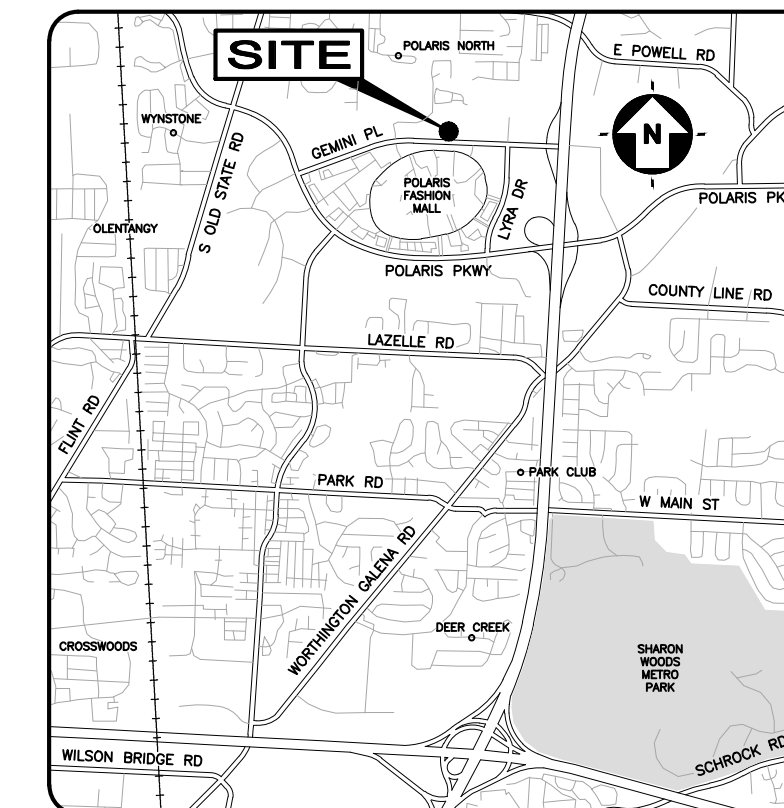 SITE
POLARIS NORTH
E POWELL RD
WYNSTONE
GEMINI PL
N
S OLD STATE RD
POLARIS
FASHION
MALL
LYRA DR
POLARIS PK
OLENTANGY
POLARIS PKWY
COUNTY LINE RD
LAZELLE RD
FLINT RD
PARK CLUB
PARK RD
W MAIN ST
WORTHINGTON GALENA RD
DEER CREEK
CROSSWOODS
SHARON
WOODS
METRO
PARK
WILSON BRIDGE RD
SCHROCK RD